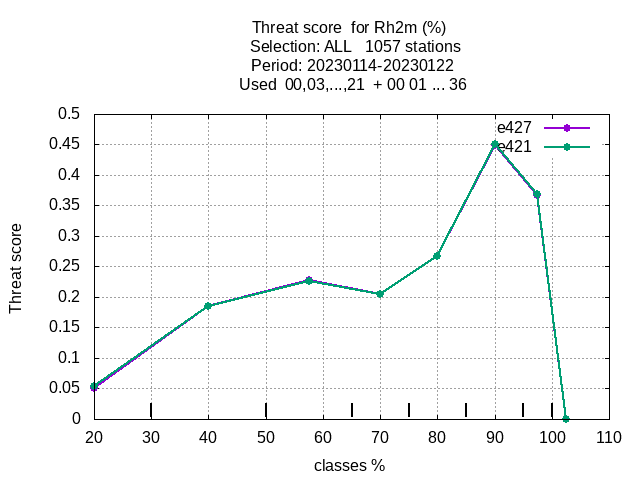 Threat score  for Rh2m (%)
Selection: ALL   1057 stations
Period: 20230114-20230122
Used  00,03,...,21  + 00 01 ... 36
e427
e421
0.5
0.45
0.4
0.35
0.3
0.25
0.2
0.15
0.1
0.05
0
Threat score
20 30 40 50 60 70 80 90 100 110
classes %